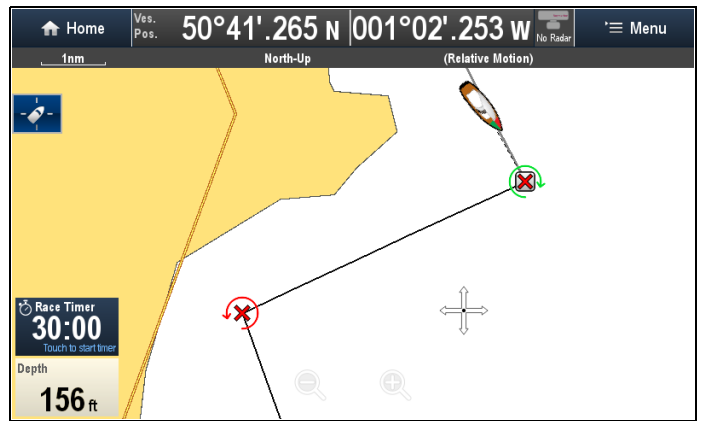 Home
Ves. Pos.
50°41'.265 N
001°02'.253 W
No Radar
Menu
1nm
North-Up
(Relative Motion)
Race Timer
30:00
Touch to start timer
Depth
156 ft